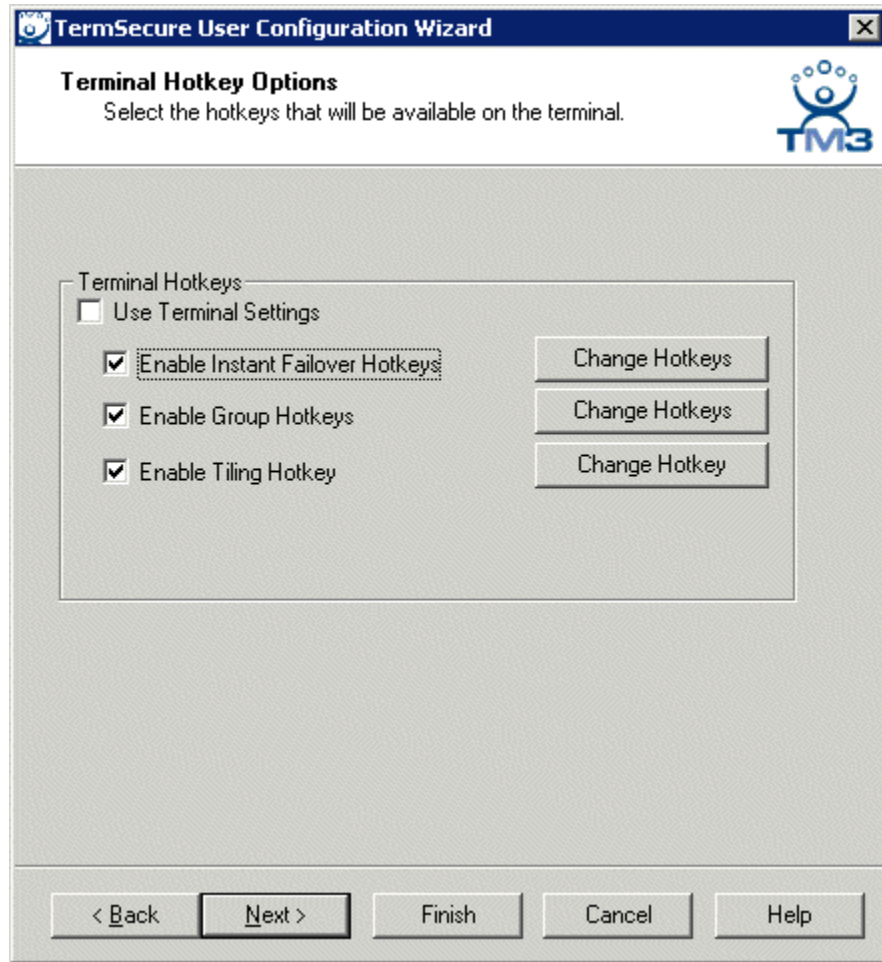 TermSecure User Configuration Wizard
Terminal Hotkey Options
Select the hotkeys that will be available on the terminal.
TM3
Terminal Hotkeys
Use Terminal Settings
Enable Instant Failover Hotkeys
Change Hotkeys
Enable Group Hotkeys
Change Hotkeys
Enable Tiling Hotkey
Change Hotkey
< Back
Next >
Finish
Cancel
Help